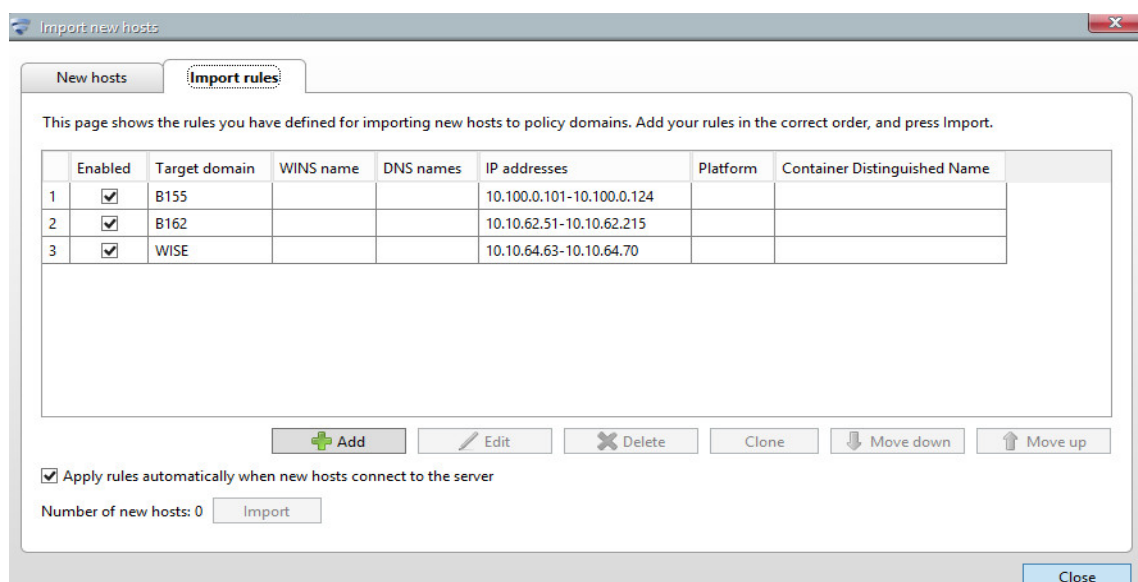 Import new hosts
New hosts Import rules
This page shows the rules you have defined for importing new hosts to policy domains. Add your rules in the correct order, and press Import.
Enabled Target domain WINS name DNS names IP addresses Platform Container Distinguished Name
1 B155 10.100.0.101-10.100.0.124
2 B162 10.10.62.51-10.10.62.215
3 WISE 10.10.64.63-10.10.64.70
Add Edit Delete Clone Move down Move up
Apply rules automatically when new hosts connect to the server
Number of new hosts: 0 Import
Close